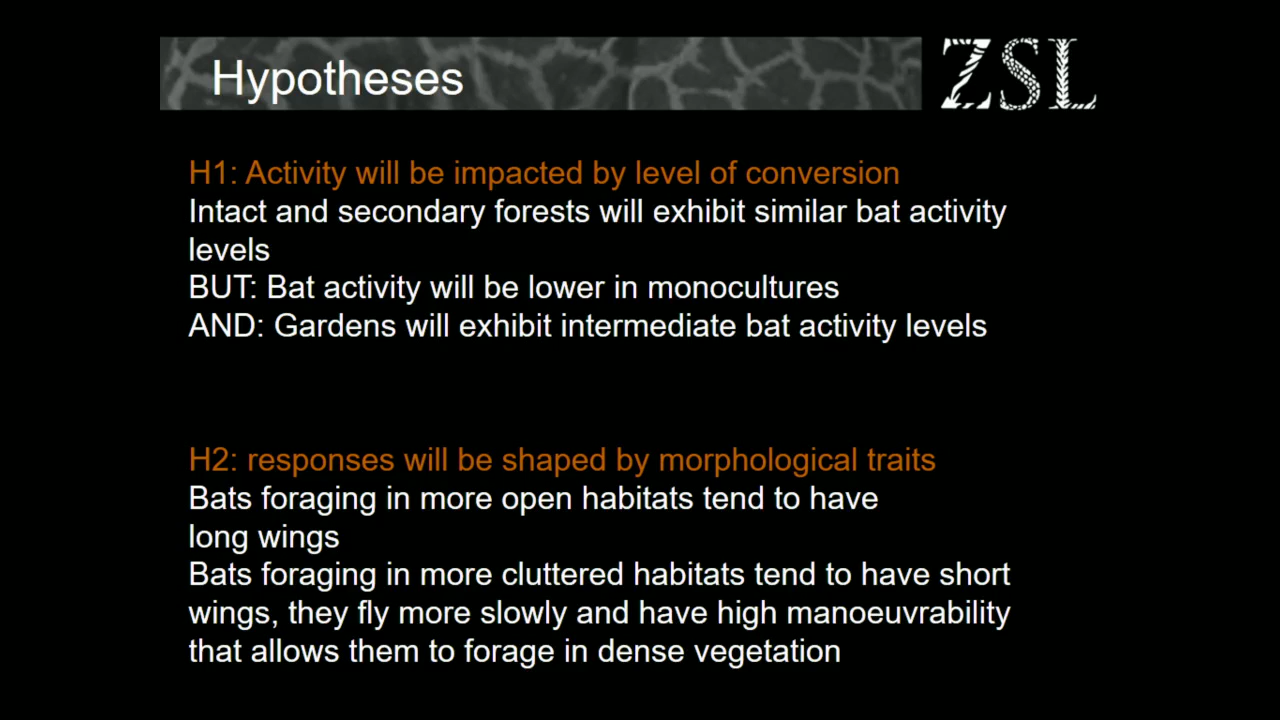 Hypotheses
ZSL
H1: Activity will be impacted by level of conversion
Intact and secondary forests will exhibit similar bat activity
levels
BUT: Bat activity will be lower in monocultures
AND: Gardens will exhibit intermediate bat activity levels
H2: responses will be shaped by morphological traits
Bats foraging in more open habitats tend to have
long wings
Bats foraging in more cluttered habitats tend to have short
wings, they fly more slowly and have high manoeuvrability
that allows them to forage in dense vegetation